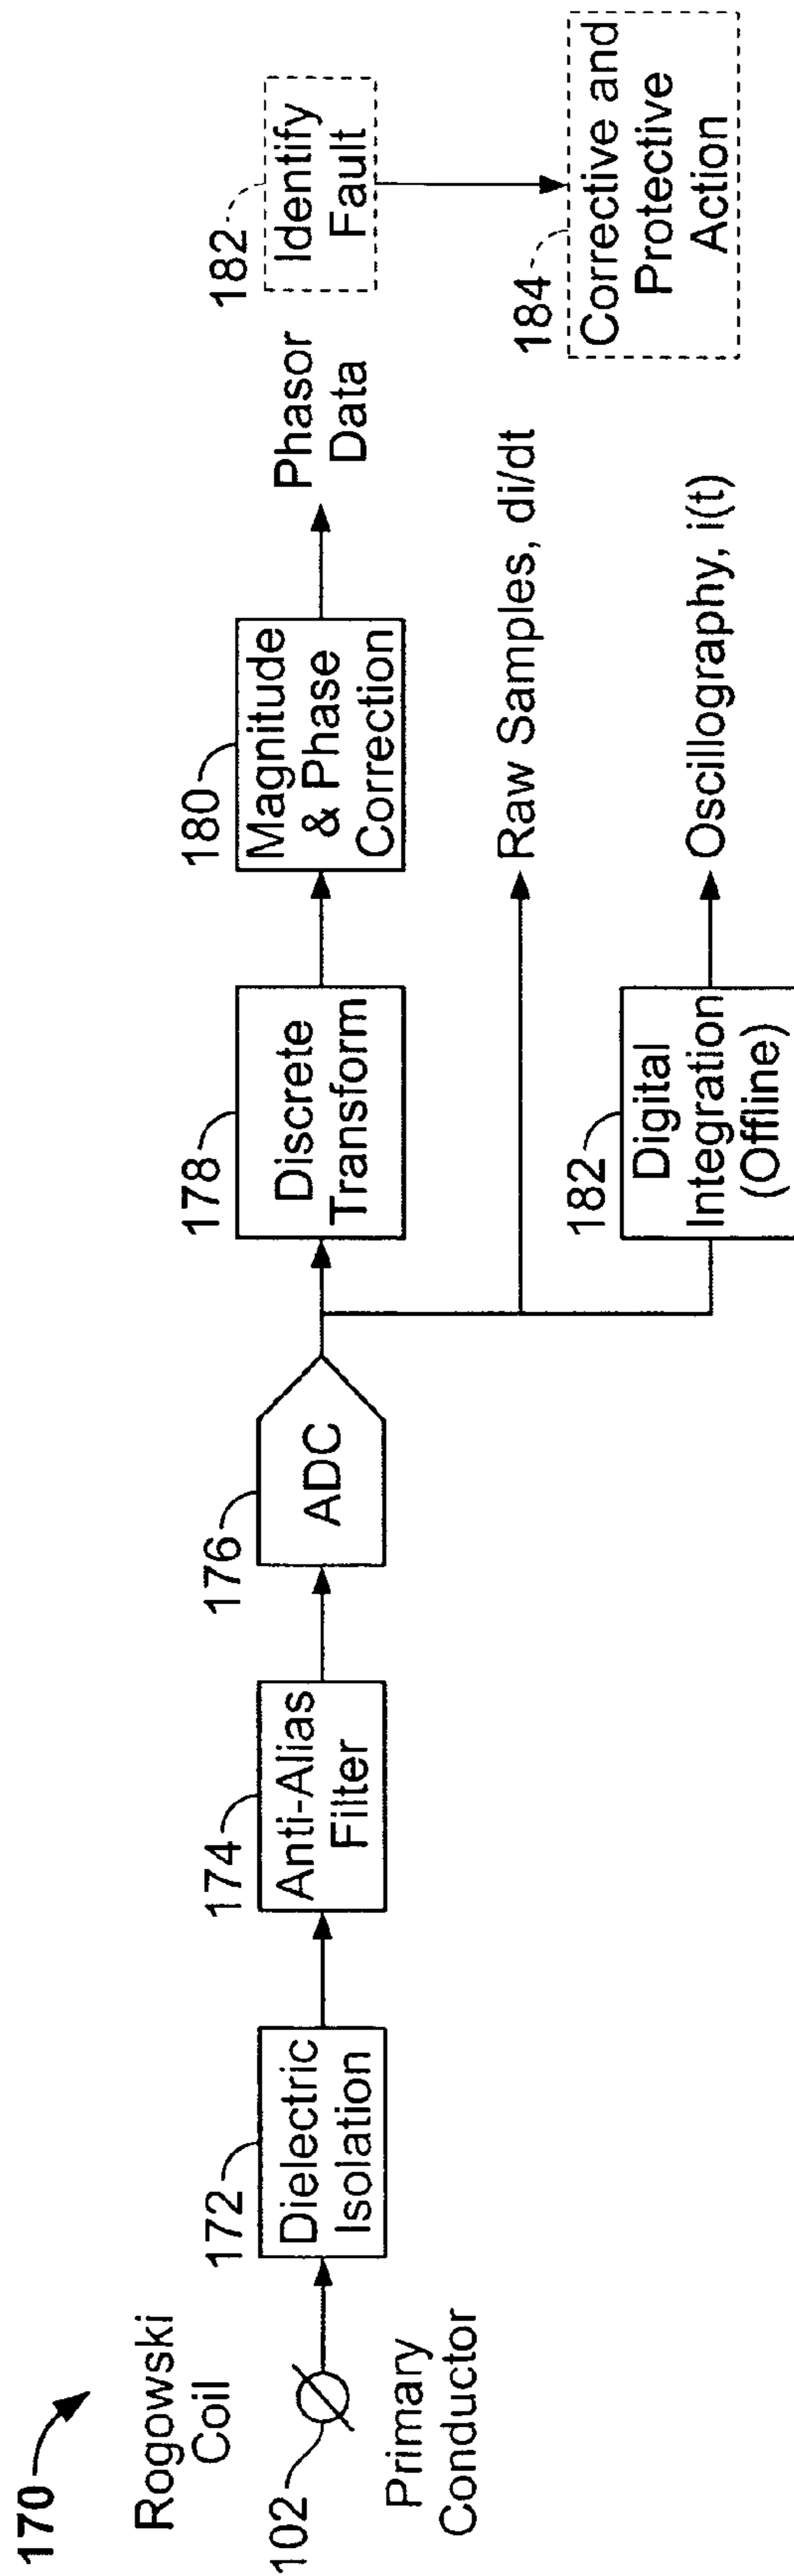 170
Rogowski
Coil
102
Primary
Conductor
172
Dielectric
Isolation
174
Anti-Alias
Filter
176
ADC
178
Discrete
Transform
180
Magnitude
& Phase
Correction
Phasor
Data
182
Identify
Fault
184
Corrective and
Protective
Action
Raw Samples, di/dt
182
Digital
Integration
(Offline)
Oscillography, i(t)